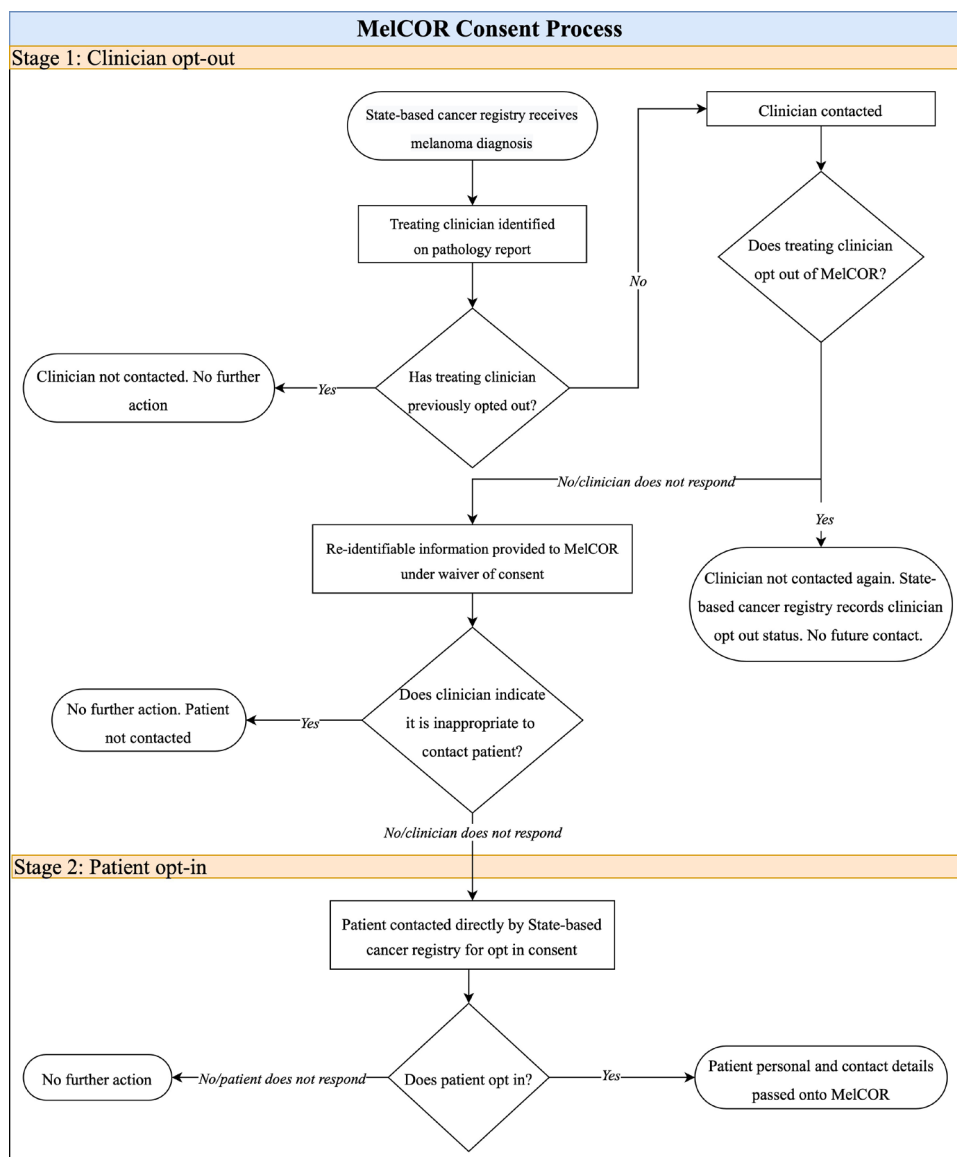 MelCOR Consent Process
Stage 1: Clinician opt-out
State-based cancer registry receives
melanoma diagnosis
Clinician contacted
Treating clinician identified
on pathology report
Does treating clinician
opt out of MelCOR?
No
Has treating clinician
previously opted out?
Yes
Clinician not contacted. No further
action
No/clinician does not respond
Yes
Re-identifiable information provided to MelCOR
under waiver of consent
Clinician not contacted again. State-
based cancer registry records clinician
opt out status. No future contact.
Does clinician indicate
it is inappropriate to
contact patient?
Yes
No further action. Patient
not contacted
No/clinician does not respond
Stage 2: Patient opt-in
Patient contacted directly by State-based
cancer registry for opt in consent
Does patient opt in?
No/patient does not respond
No further action
Yes
Patient personal and contact details
passed onto MelCOR